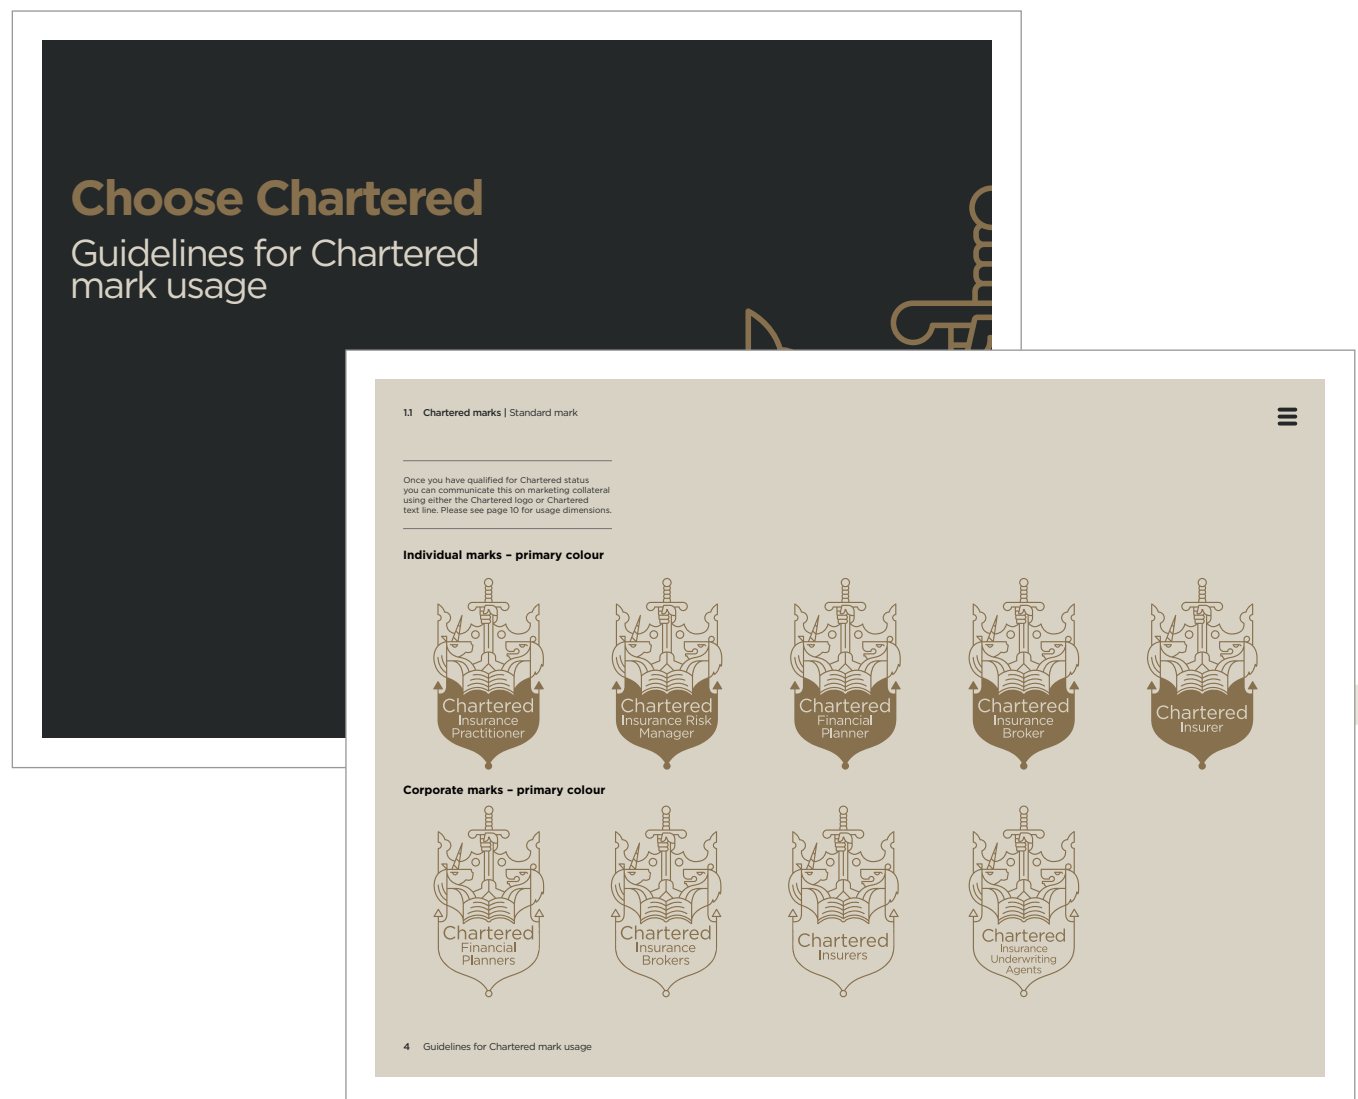 Choose Chartered
Guidelines for Chartered
mark usage
1.1 Chartered marks | Standard mark
Once you have qualified for Chartered status
you can communicate this on marketing collateral
using either the Chartered logo or Chartered
text line. Please see page 10 for usage dimensions.
Individual marks – primary colour
Chartered
Insurance
Practitioner
Chartered
Insurance Risk
Manager
Chartered
Financial
Planner
Chartered
Insurance
Broker
Chartered
Insurer
Corporate marks – primary colour
Chartered
Financial
Planners
Chartered
Insurance
Brokers
Chartered
Insurers
Chartered
Insurance
Underwriting
Agents
4 Guidelines for Chartered mark usage